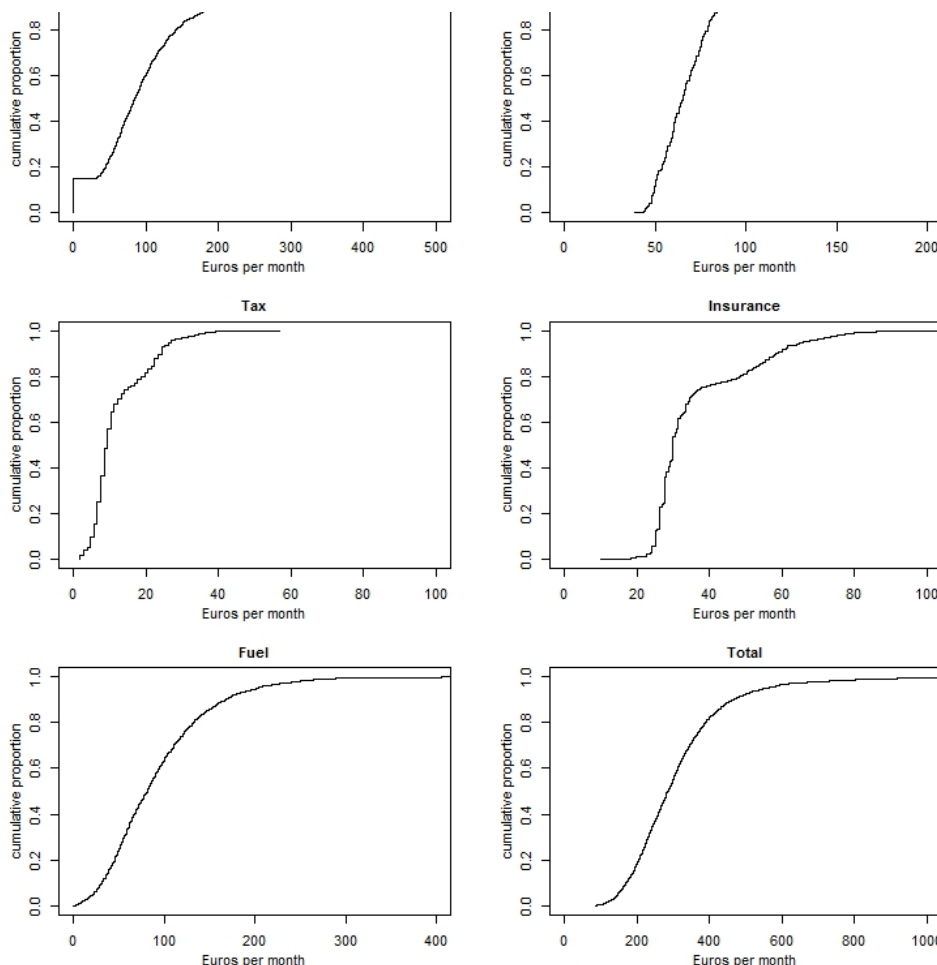 cumulative proportion
0.0 0.2 0.4 0.6 0.8
0 100 200 300 400 500
Euros per month
cumulative proportion
0.0 0.2 0.4 0.6 0.8
0 50 100 150 200
Euros per month
Tax
cumulative proportion
0.0 0.2 0.4 0.6 0.8 1.0
0 20 40 60 80 100
Euros per month
Insurance
cumulative proportion
0.0 0.2 0.4 0.6 0.8 1.0
0 20 40 60 80 100
Euros per month
Fuel
cumulative proportion
0.0 0.2 0.4 0.6 0.8 1.0
0 100 200 300 400
Euros per month
Total
cumulative proportion
0.0 0.2 0.4 0.6 0.8 1.0
0 200 400 600 800 1000
Euros per month